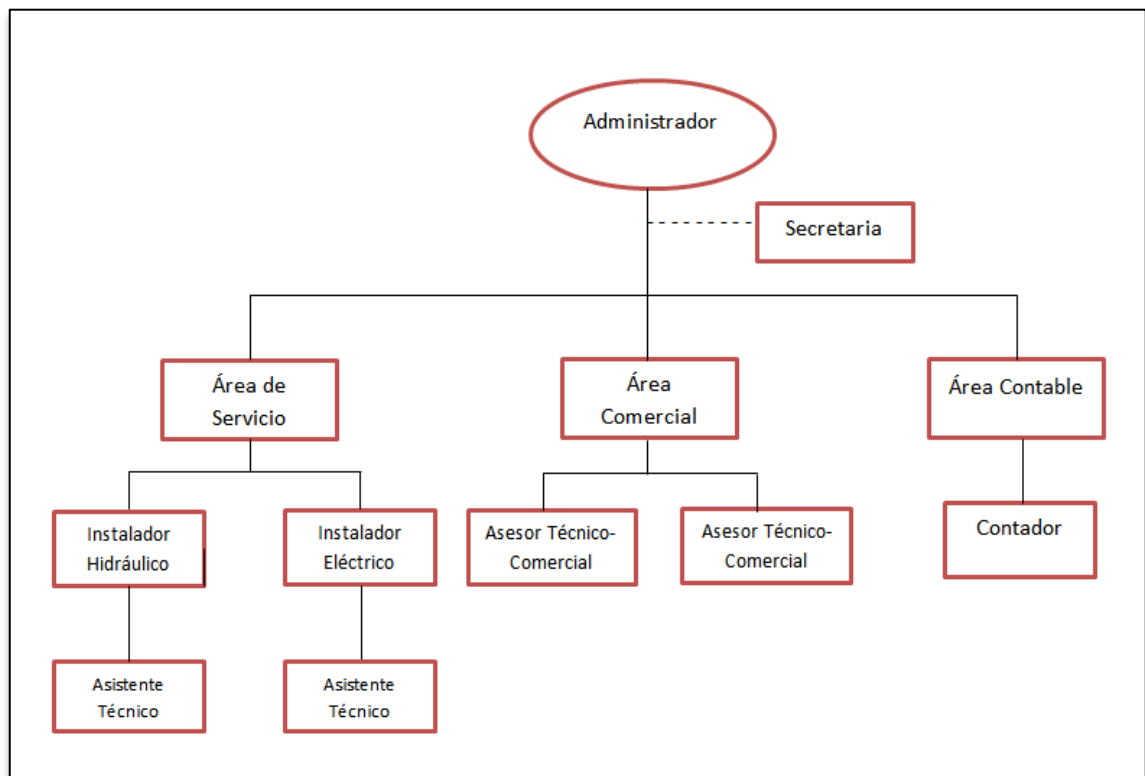 Administrador
Secretaria
Área de
Servicio
Área
Comercial
Área Contable
Instalador
Hidráulico
Instalador
Eléctrico
Asesor Técnico-
Comercial
Asesor Técnico-
Comercial
Contador
Asistente
Técnico
Asistente
Técnico